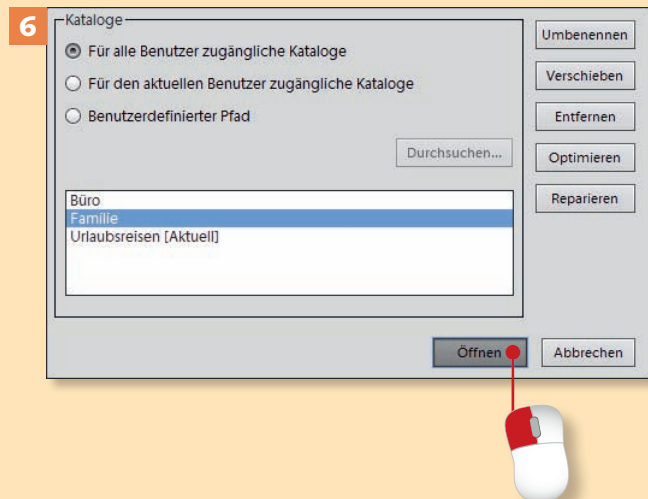 6
Kataloge
Für alle Benutzer zugängliche Kataloge
Für den aktuellen Benutzer zugängliche Kataloge
Benutzerdefinierter Pfad
Durchsuchen...
Büro
Familie
Urlaubsreisen [Aktuell]
Umbenennen
Verschieben
Entfernen
Optimieren
Reparieren
Öffnen
Abbrechen